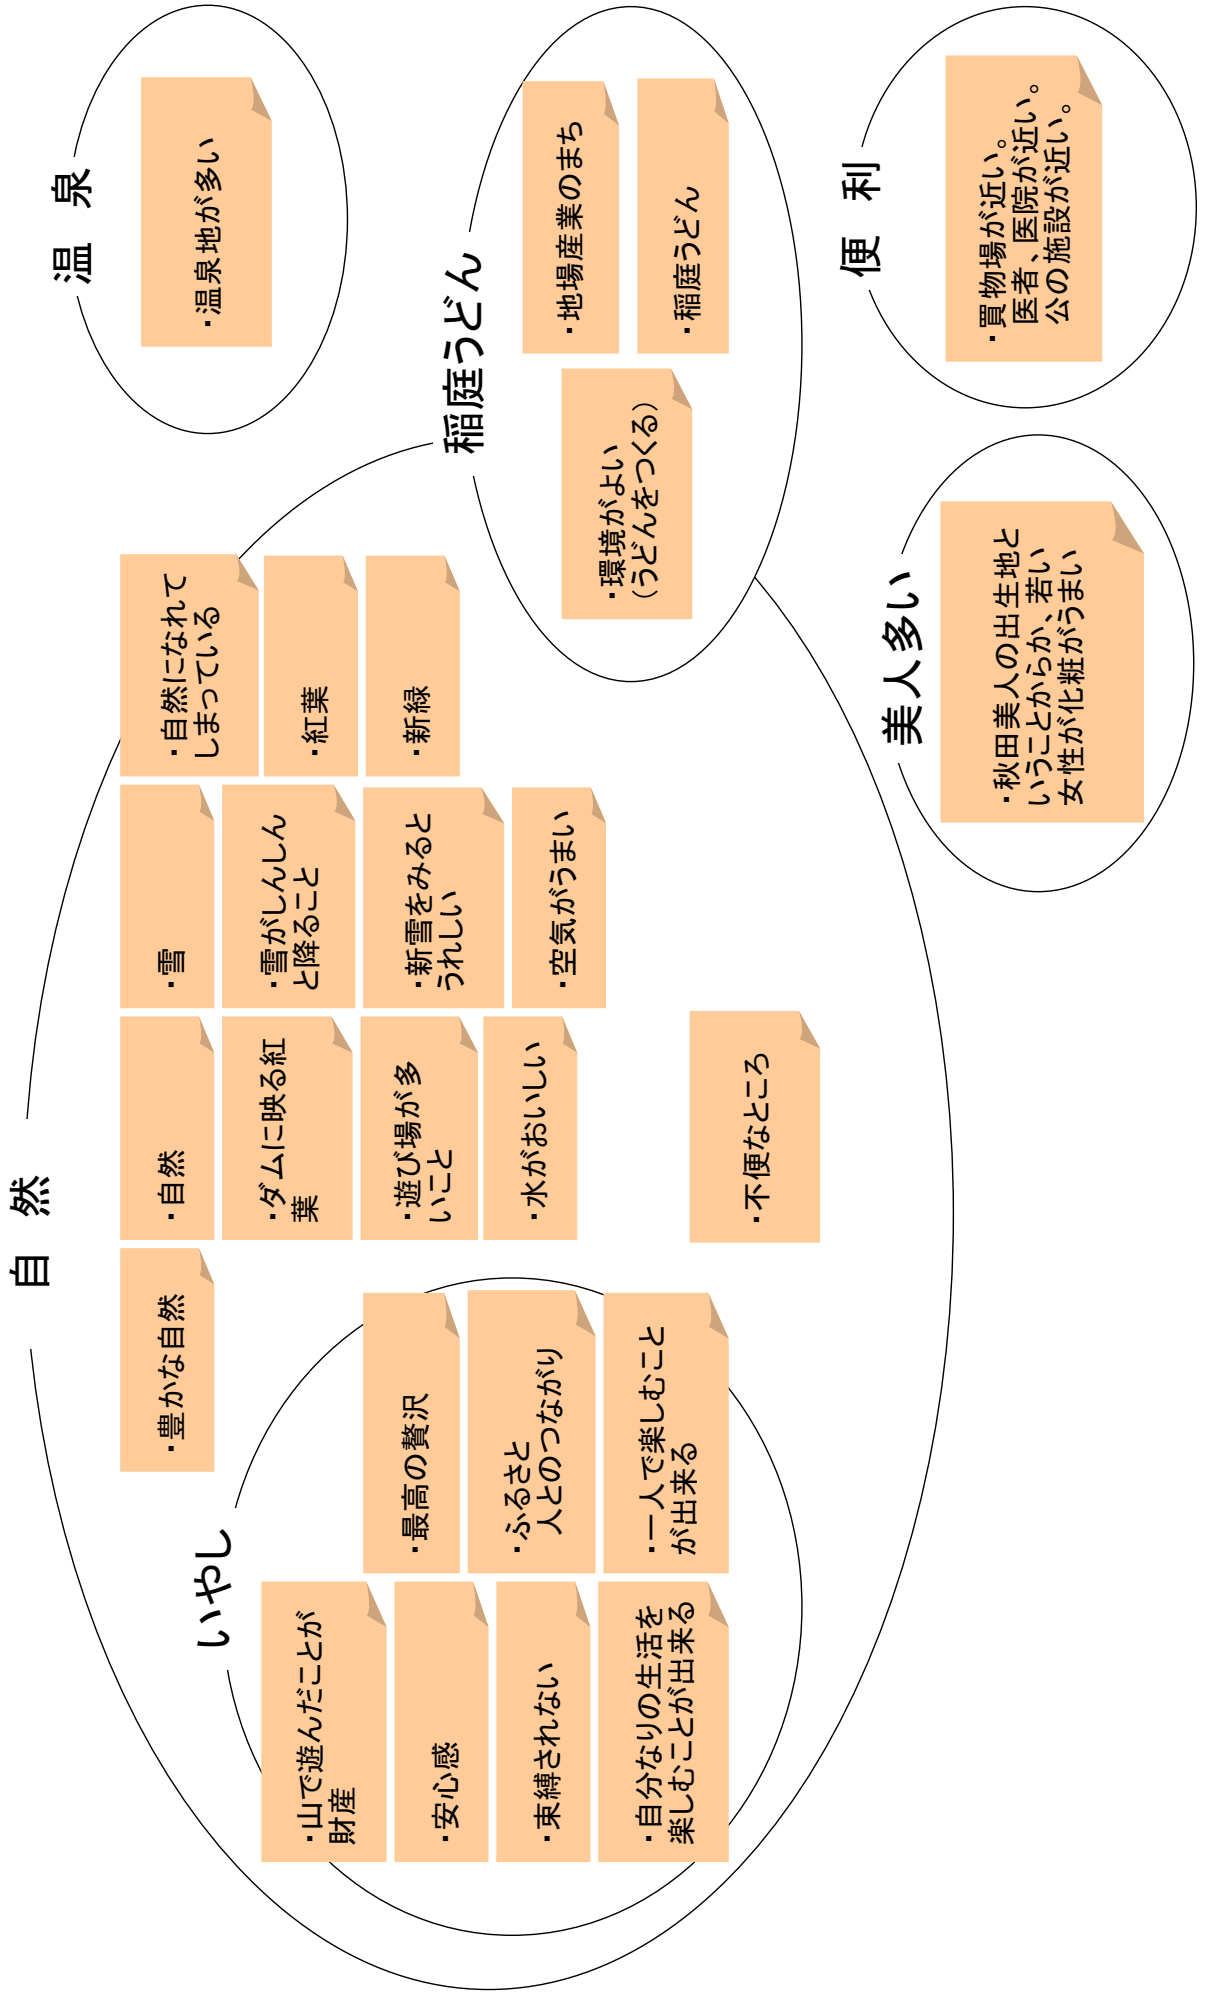 自 然
・豊かな自然
・自然
・雪
・自然になれて
しまっている
・ダムに映る紅
葉
・雪がしんしん
と降ること
・紅葉
・遊び場が多
いこと
・新雪をみると
うれしい
・新緑
・水がおいしい
・空気がうまい
・不便なところ
いやし
・山で遊んだことが
財産
・最高の贅沢
・安心感
・ふるさと
人とのつながり
・束縛されない
・一人で楽しむこと
が出来る
・自分なりの生活を
楽しむことが出来る
温 泉
・温泉地が多い
稲庭うどん
・環境がよい
(うどんをつくる)
・地場産業のまち
・稲庭うどん
美人多い
・秋田美人の出生地と
いうことからか、若い
女性が化粧がうまい
便 利
・買物場が近い。
医者、医院が近い。
公の施設が近い。